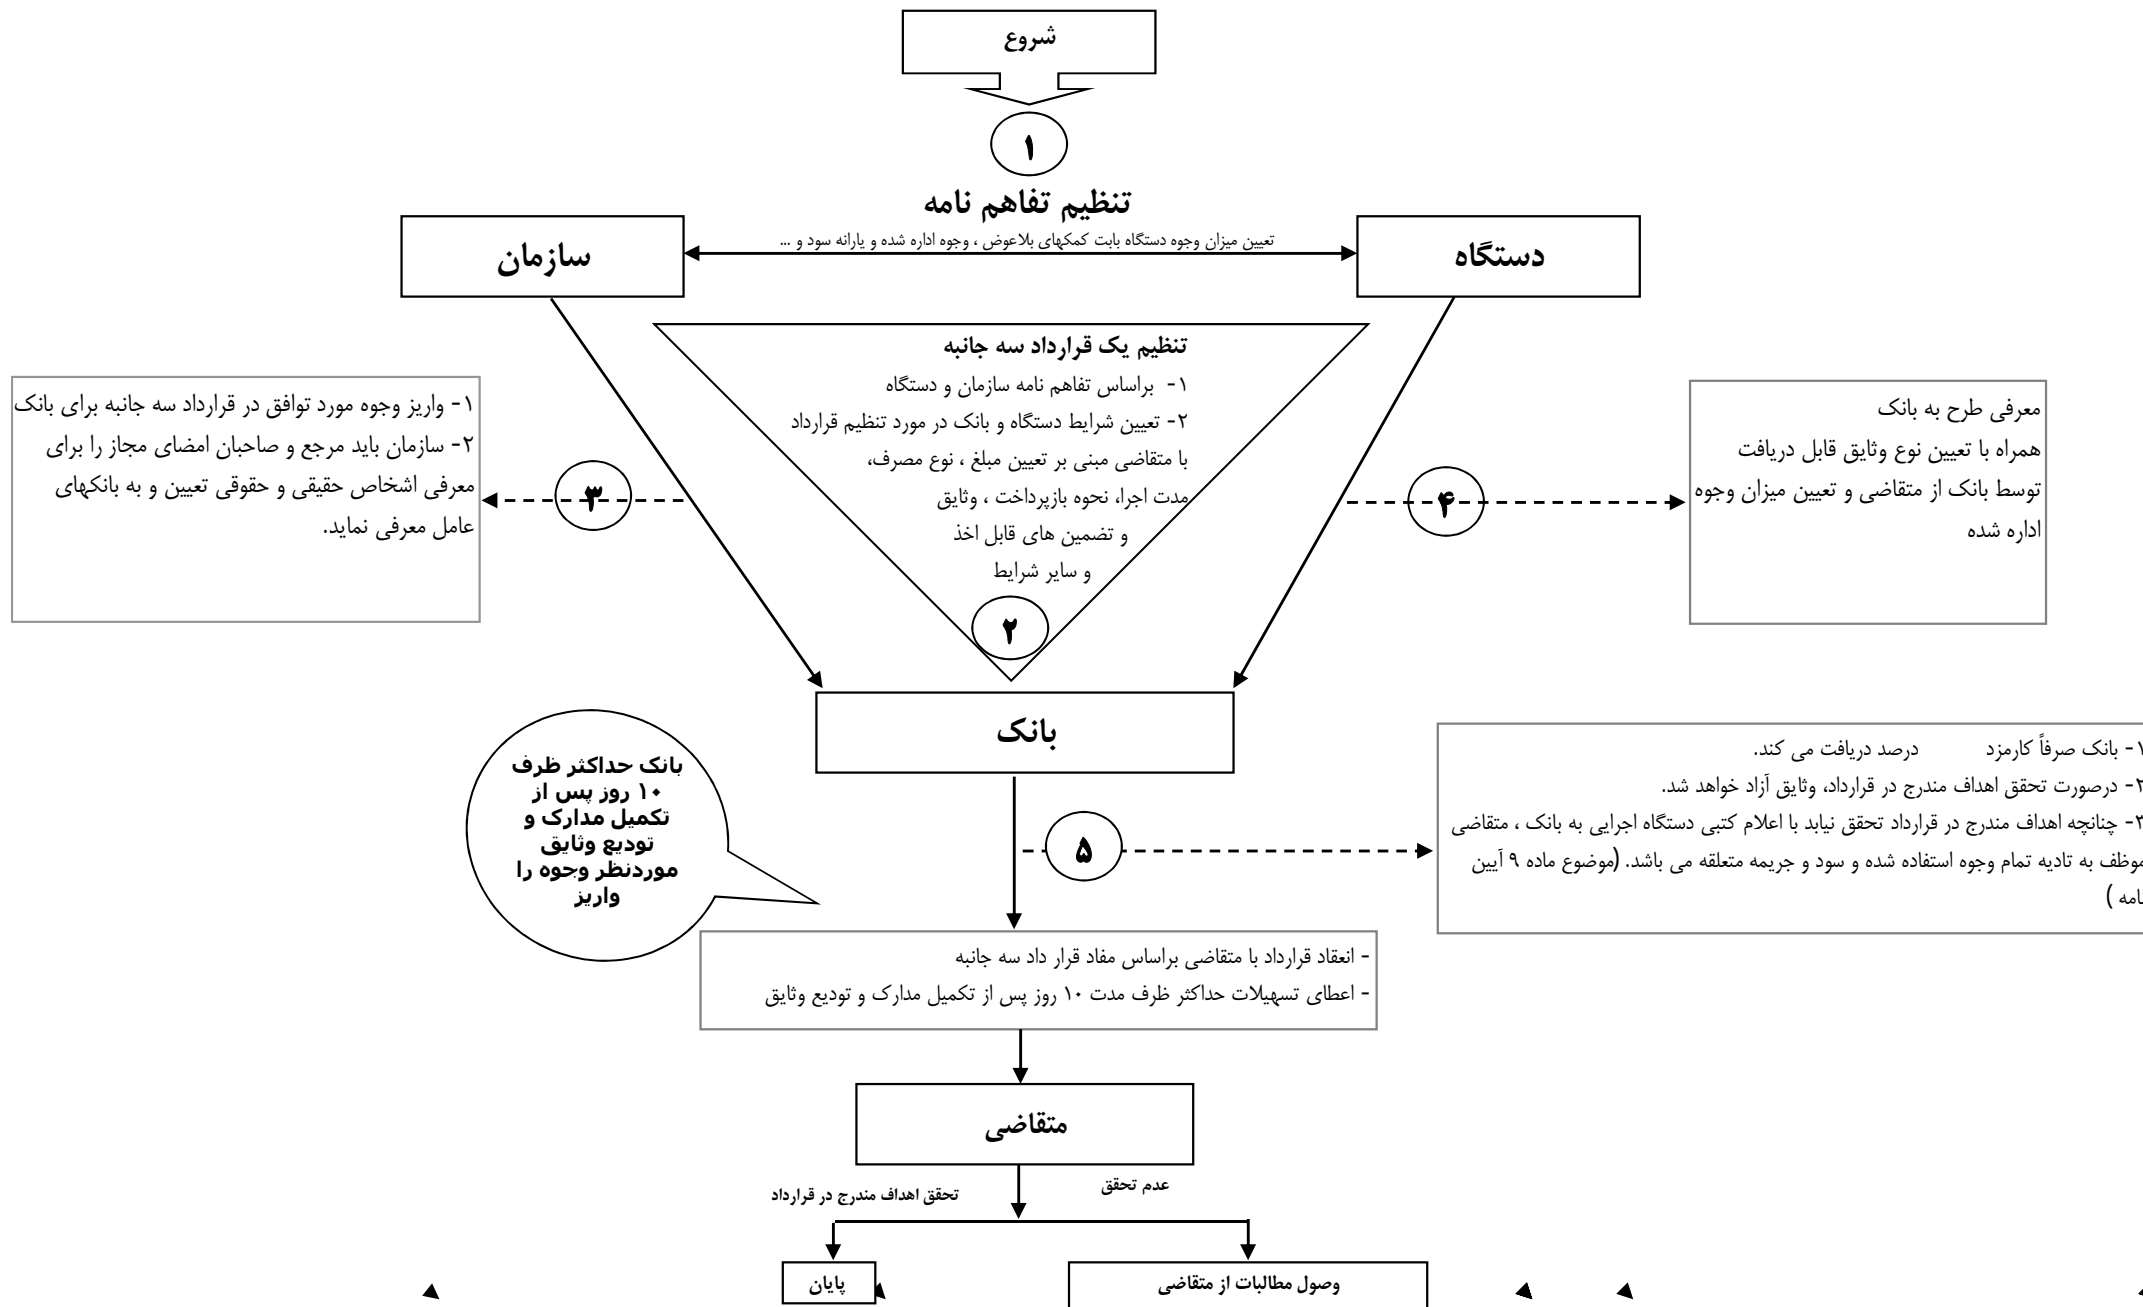 شروع
۱
تنظیم تفاهم نامه
دستگاه
تعیین میزان وجوه دستگاه بابت کمکهای بلاعوض ، وجوه اداره شده و یارانه سود و ...
سازمان
تنظیم یک قرارداد سه جانبه
۱- براساس تفاهم نامه سازمان و دستگاه
۲- تعیین شرایط دستگاه و بانک در مورد تنظیم قرارداد
با متقاضی مبنی بر تعیین مبلغ ، نوع مصرف،
مدت اجرا، نحوه بازپرداخت ، وثایق
و تضمین های قابل اخذ
و سایر شرایط
۲
۱- واریز وجوه مورد توافق در قرارداد سه جانبه برای بانک
۲- سازمان باید مرجع و صاحبان امضای مجاز را برای
معرفی اشخاص حقیقی و حقوقی تعیین و به بانکهای
عامل معرفی نماید.
۳
معرفی طرح به بانک
همراه با تعیین نوع وثایق قابل دریافت
توسط بانک از متقاضی و تعیین میزان وجوه
اداره شده
۴
بانک
بانک حداکثر ظرف
۱۰ روز پس از
تکمیل مدارک و
تودیع وثایق
موردنظر وجوه را
واریز
۵
۱- بانک صرفاً کارمزد درصد دریافت می کند.
۲- درصورت تحقق اهداف مندرج در قرارداد، وثایق آزاد خواهد شد.
۳- چنانچه اهداف مندرج در قرارداد تحقق نیابد با اعلام کتبی دستگاه اجرایی به بانک ، متقاضی
موظف به تادیه تمام وجوه استفاده شده و سود و جریمه متعلقه می باشد. (موضوع ماده ۹ آیین
نامه )
- انعقاد قرارداد با متقاضی براساس مفاد قرار داد سه جانبه
- اعطای تسهیلات حداکثر ظرف مدت ۱۰ روز پس از تکمیل مدارک و تودیع وثایق
متقاضی
عدم تحقق
تحقق اهداف مندرج در قرارداد
وصول مطالبات از متقاضی
پایان